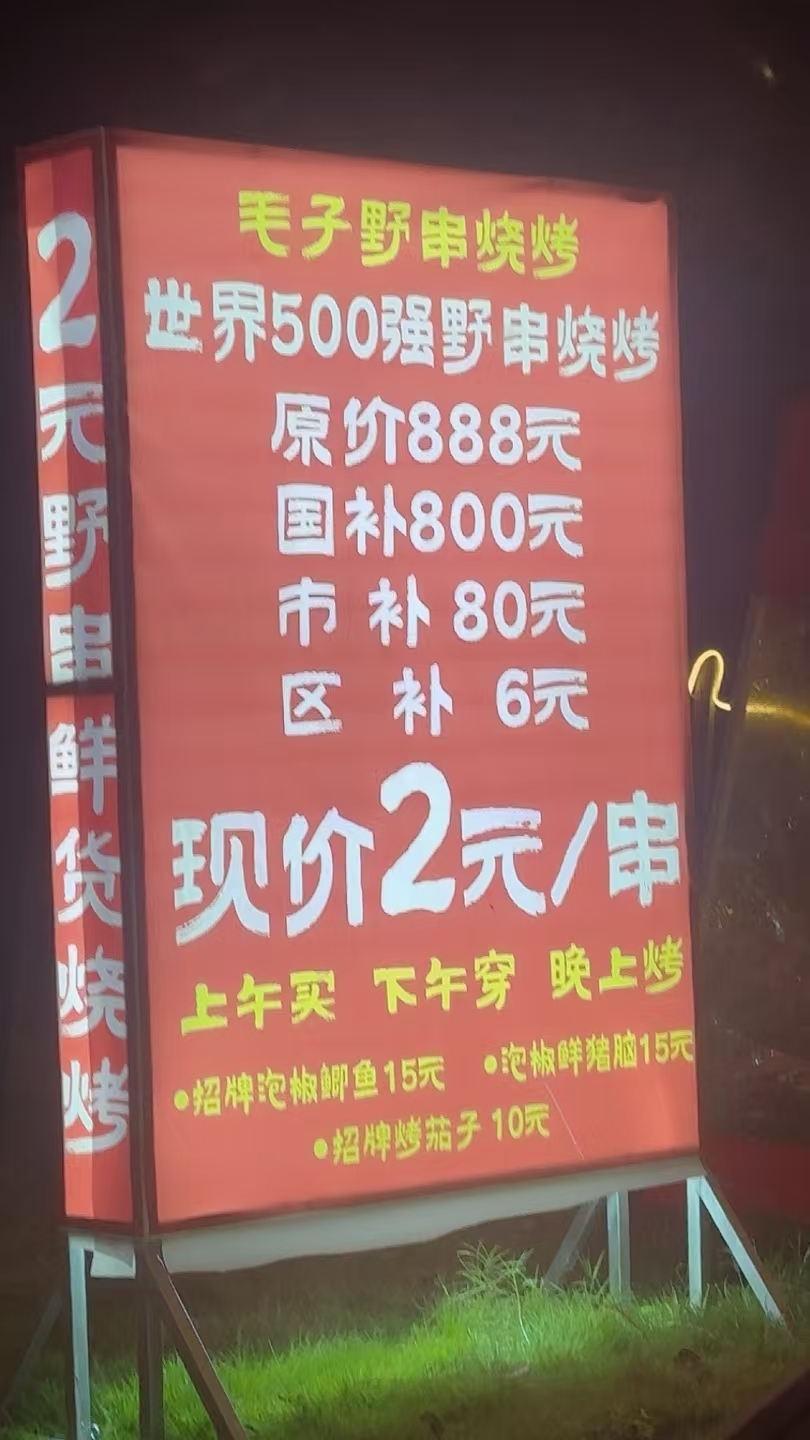 毛子野串烧烤
世界500强野串烧烤
原价888元
国补800元
市补80元
区补6元
现价2元/串
上午买 下午穿 晚上烤
•招牌泡椒鲫鱼15元 •泡椒鲜猪脑15元
•招牌烤茄子10元
2元野串鲜货烧烤